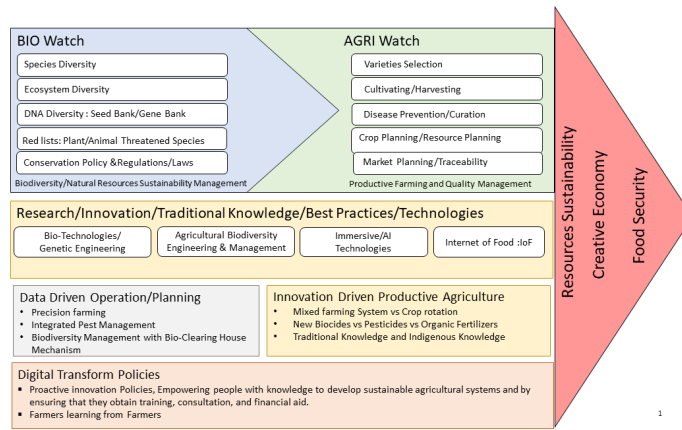 BIO Watch
Species Diversity
Ecosystem Diversity
DNA Diversity : Seed Bank/Gene Bank
Red lists: Plant/Animal Threatened Species
Conservation Policy &Regulations/Laws
Biodiversity/Natural Resources Sustainability Management
AGRI Watch
Varieties Selection
Cultivating/Harvesting
Disease Prevention/Curation
Crop Planning/Resource Planning
Market Planning/Traceability
Productive Farming and Quality Management
Research/Innovation/Traditional Knowledge/Best Practices/Technologies
Bio-Technologies/
Genetic Engineering
Agricultural Biodiversity
Engineering & Management
Immersive/AI
Technologies
Internet of Food :IoF
Data Driven Operation/Planning
• Precision farming
• Integrated Pest Management
• Biodiversity Management with Bio-Clearing House
Mechanism
Innovation Driven Productive Agriculture
• Mixed farming System vs Crop rotation
• New Biocides vs Pesticides vs Organic Fertilizers
• Traditional Knowledge and Indigenous Knowledge
Digital Transform Policies
▪ Proactive innovation Policies, Empowering people with knowledge to develop sustainable agricultural systems and by
ensuring that they obtain training, consultation, and financial aid.
▪ Farmers learning from Farmers
Resources Sustainability
Creative Economy
Food Security
1